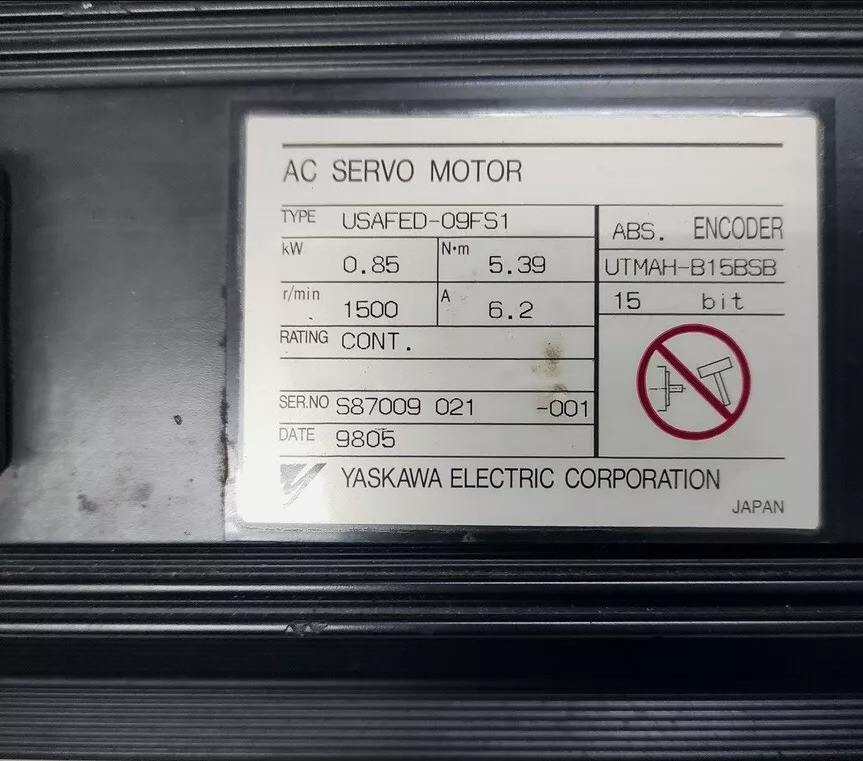 AC SERVO MOTOR
TYPE USAFED-09FS1
kW 0.85 N·m 5.39
r/min 1500 A 6.2
RATING CONT.
SER.NO S87009 021 -001
DATE 9805
ABS. ENCODER
UTMAH-B15BSB
15 bit
YASKAWA ELECTRIC CORPORATION
JAPAN